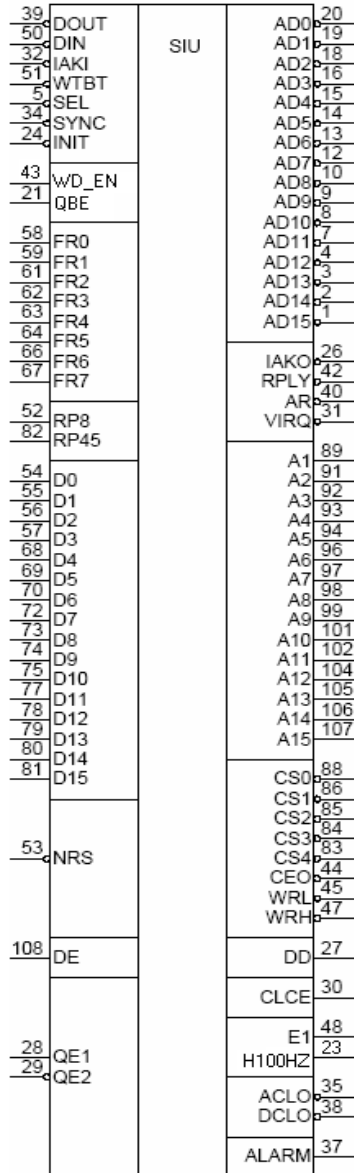 39 DOUT
50 DIN
32 IAKI
51 WTBT
5 SEL
34 SYNC
24 INIT
43 WD_EN
21 QBE
58 FR0
59 FR1
61 FR2
62 FR3
63 FR4
64 FR5
66 FR6
67 FR7
52 RP8
82 RP45
54 D0
55 D1
56 D2
57 D3
68 D4
69 D5
70 D6
72 D7
73 D8
74 D9
75 D10
77 D11
78 D12
79 D13
80 D14
81 D15
53 NRS
108 DE
28 QE1
29 QE2
SIU
AD0 20
AD1 19
AD2 18
AD3 16
AD4 15
AD5 14
AD6 13
AD7 12
AD8 10
AD9 9
AD10 8
AD11 7
AD12 4
AD13 3
AD14 2
AD15 1
IAKO 26
RPLY 42
AR 40
VIRQ 31
A1 89
A2 91
A3 92
A4 93
A5 94
A6 96
A7 97
A8 98
A9 99
A10 101
A11 102
A12 104
A13 105
A14 106
A15 107
CS0 88
CS1 86
CS2 85
CS3 84
CS4 83
CEO 44
WRL 45
WRH 47
DD 27
CLCE 30
E1 48
H100HZ 23
ACLO 35
DCLO 38
ALARM 37